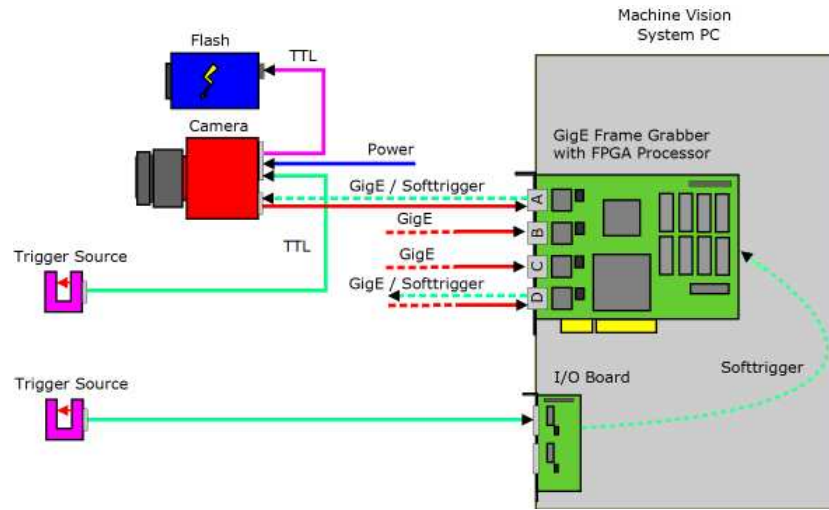 Machine Vision
System PC
Flash
TTL
Camera
GigE Frame Grabber
with FPGA Processor
Power
GigE / Softtrigger
A
GigE
B
TTL
Trigger Source
GigE
C
GigE / Softtrigger
D
Softtrigger
I/O Board
Trigger Source